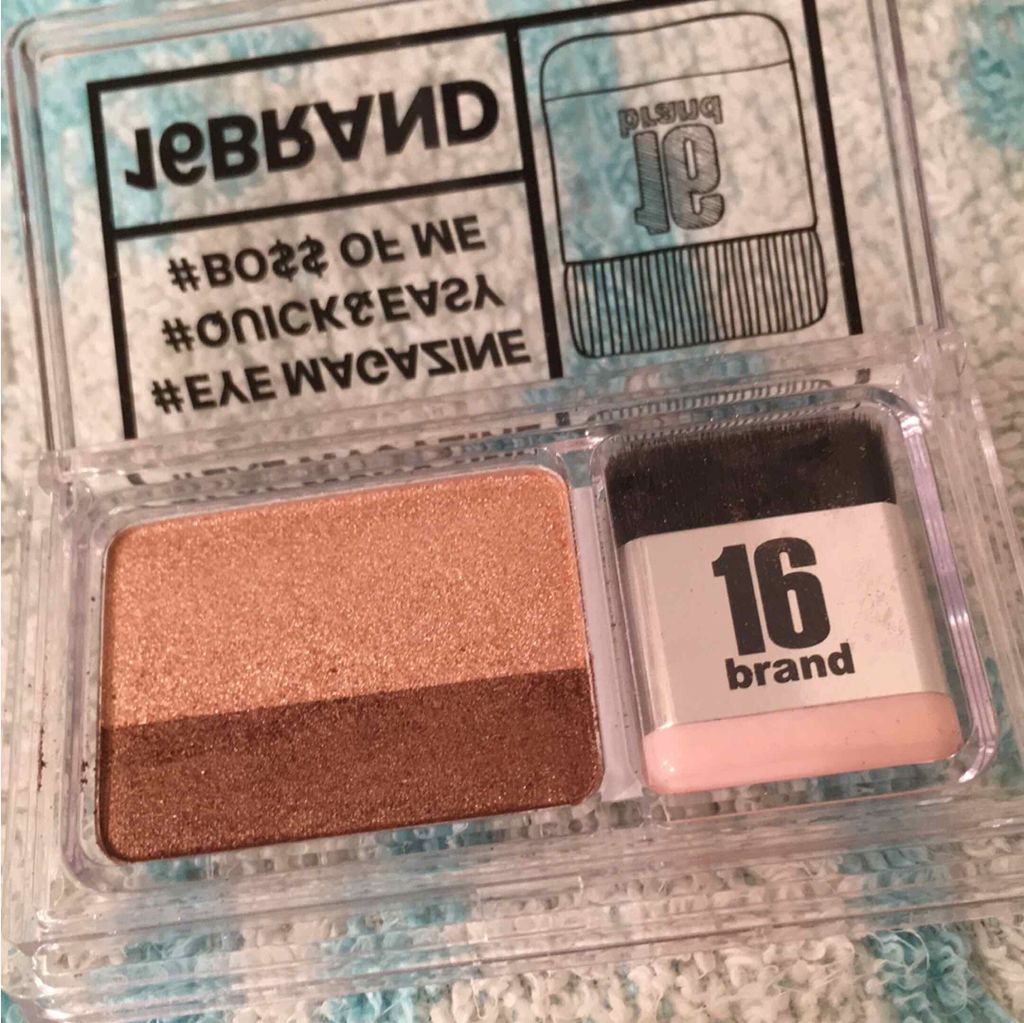 16BRAND
#BO$$ OF ME
#QUICK&EASY
#EYE MAGAZINE
16
brand
16
brand